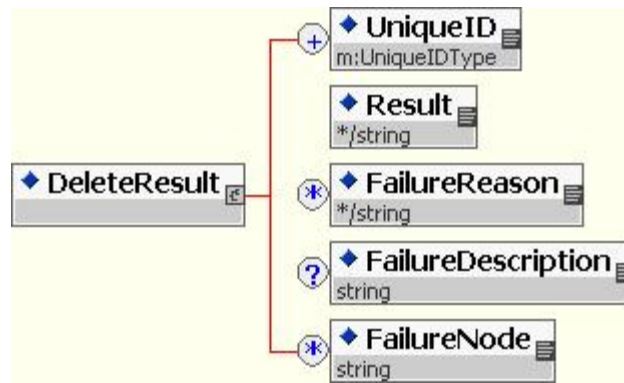 UniqueID
m:UniqueIDType
Result
*/string
DeleteResult
+
*
FailureReason
*/string
?
FailureDescription
string
*
FailureNode
string